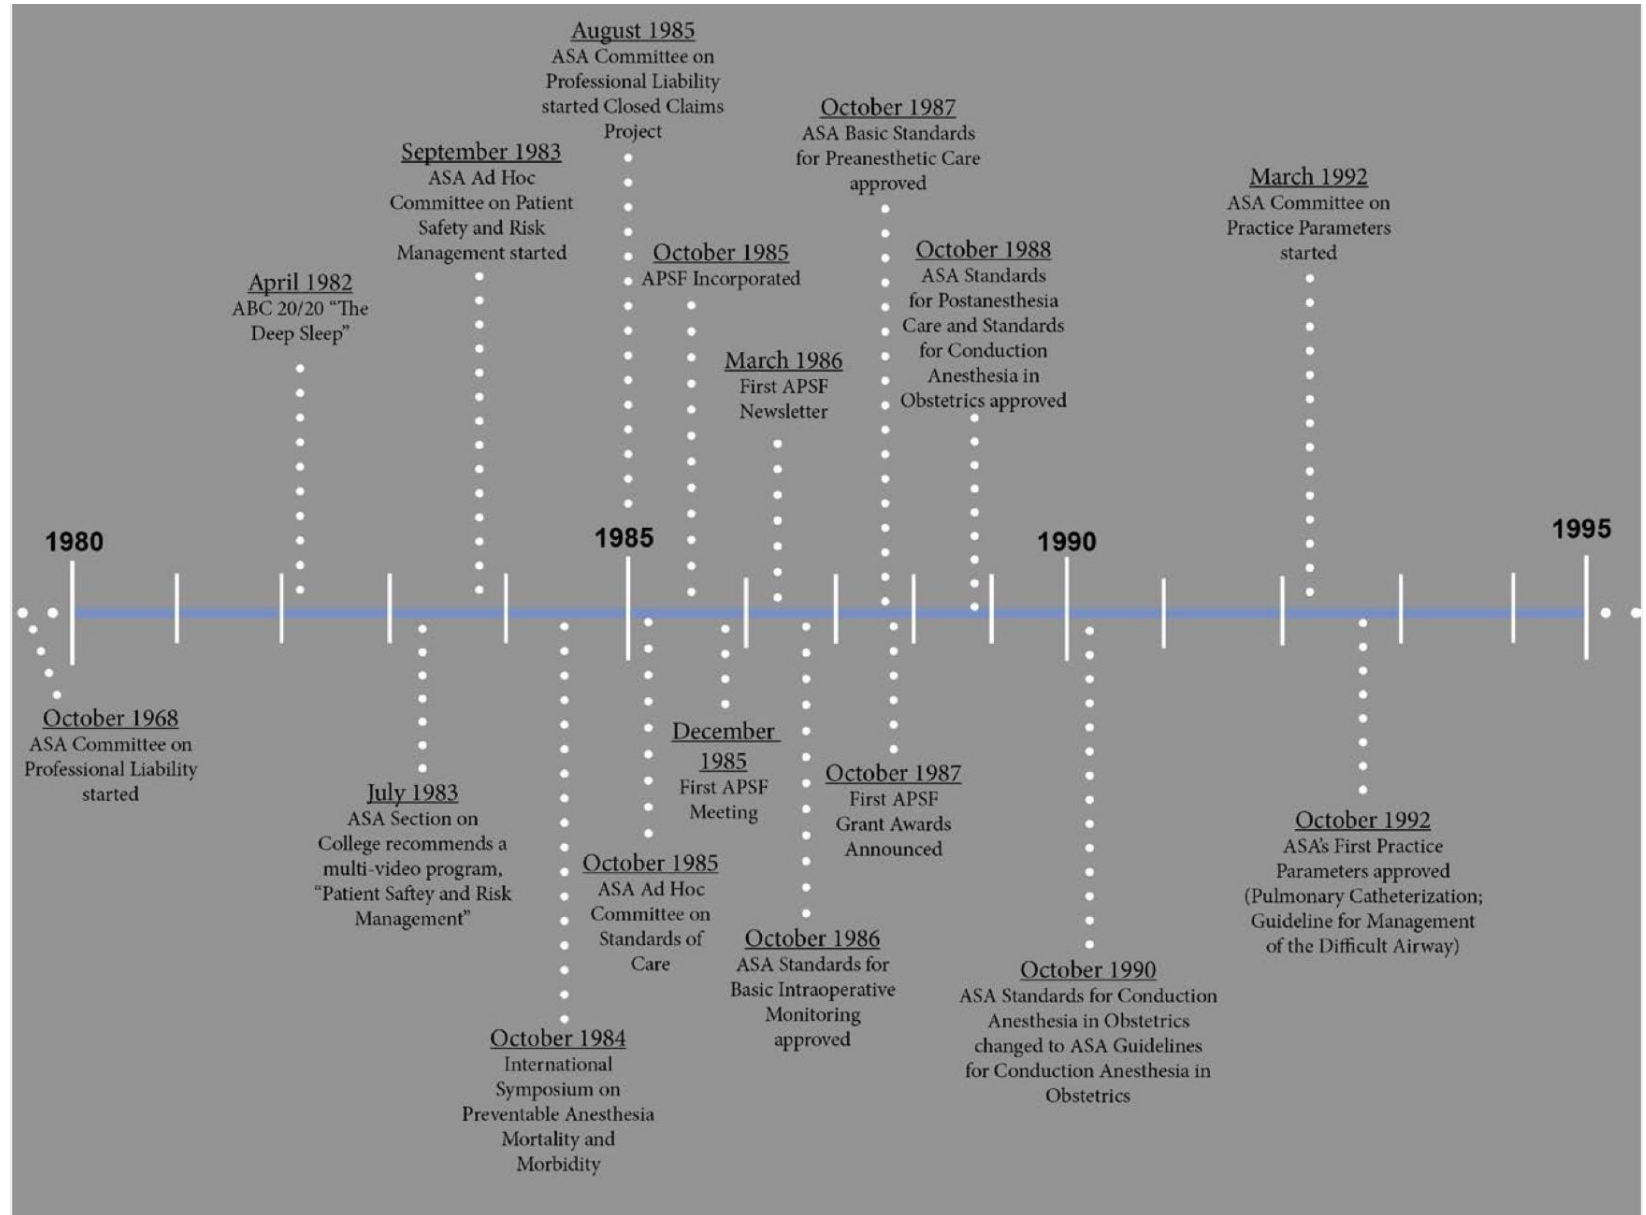 August 1985
ASA Committee on
Professional Liability
started Closed Claims
Project
October 1987
ASA Basic Standards
for Preanesthetic Care
approved
September 1983
ASA Ad Hoc
Committee on Patient
Safety and Risk
Management started
March 1992
ASA Committee on
Practice Parameters
started
October 1985
APSF Incorporated
October 1988
ASA Standards
for Postanesthesia
Care and Standards
for Conduction
Anesthesia in
Obstetrics approved
April 1982
ABC 20/20 “The
Deep Sleep”
March 1986
First APSF
Newsletter
1980
1985
1990
1995
October 1968
ASA Committee on
Professional Liability
started
July 1983
ASA Section on
College recommends a
multi-video program,
“Patient Saftey and Risk
Management”
December
1985
First APSF
Meeting
October 1987
First APSF
Grant Awards
Announced
October 1992
ASA’s First Practice
Parameters approved
(Pulmonary Catheterization;
Guideline for Management
of the Difficult Airway)
October 1985
ASA Ad Hoc
Committee on
Standards of
Care
October 1986
ASA Standards for
Basic Intraoperative
Monitoring
approved
October 1990
ASA Standards for Conduction
Anesthesia in Obstetrics
changed to ASA Guidelines
for Conduction Anesthesia in
Obstetrics
October 1984
International
Symposium on
Preventable Anesthesia
Mortality and
Morbidity